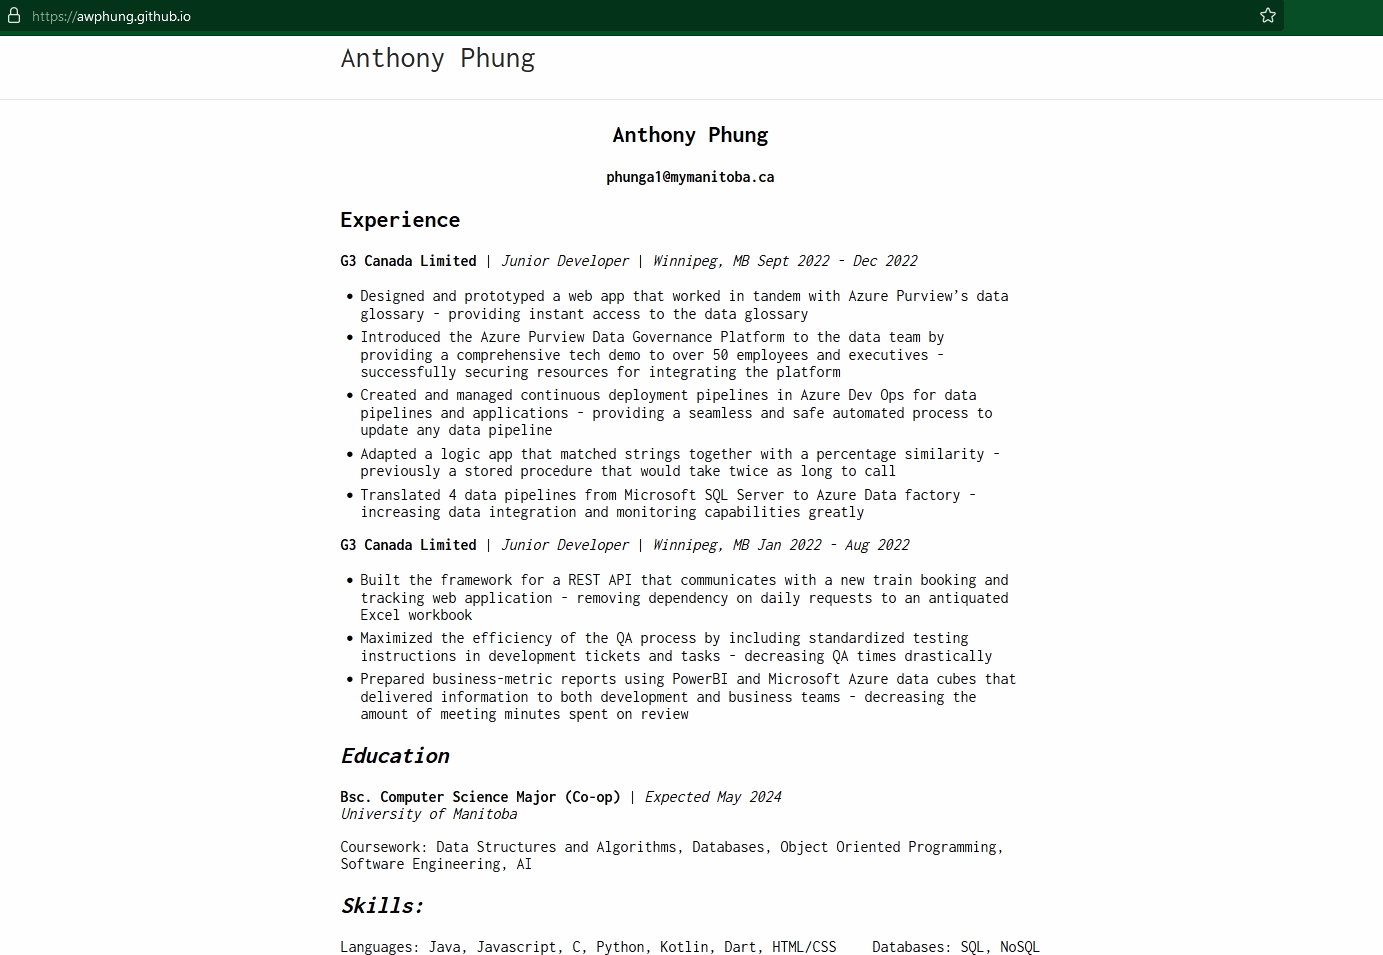 https://awphung.github.io
Anthony Phung
Anthony Phung
phunga1@mymanitoba.ca
Experience
G3 Canada Limited | Junior Developer | Winnipeg, MB Sept 2022 - Dec 2022
• Designed and prototyped a web app that worked in tandem with Azure Purview’s data
glossary - providing instant access to the data glossary
• Introduced the Azure Purview Data Governance Platform to the data team by
providing a comprehensive tech demo to over 50 employees and executives -
successfully securing resources for integrating the platform
• Created and managed continuous deployment pipelines in Azure Dev Ops for data
pipelines and applications - providing a seamless and safe automated process to
update any data pipeline
• Adapted a logic app that matched strings together with a percentage similarity -
previously a stored procedure that would take twice as long to call
• Translated 4 data pipelines from Microsoft SQL Server to Azure Data factory -
increasing data integration and monitoring capabilities greatly
G3 Canada Limited | Junior Developer | Winnipeg, MB Jan 2022 - Aug 2022
• Built the framework for a REST API that communicates with a new train booking and
tracking web application - removing dependency on daily requests to an antiquated
Excel workbook
• Maximized the efficiency of the QA process by including standardized testing
instructions in development tickets and tasks - decreasing QA times drastically
• Prepared business-metric reports using PowerBI and Microsoft Azure data cubes that
delivered information to both development and business teams - decreasing the
amount of meeting minutes spent on review
Education
Bsc. Computer Science Major (Co-op) | Expected May 2024
University of Manitoba
Coursework: Data Structures and Algorithms, Databases, Object Oriented Programming,
Software Engineering, AI
Skills:
Languages: Java, Javascript, C, Python, Kotlin, Dart, HTML/CSS Databases: SQL, NoSQL